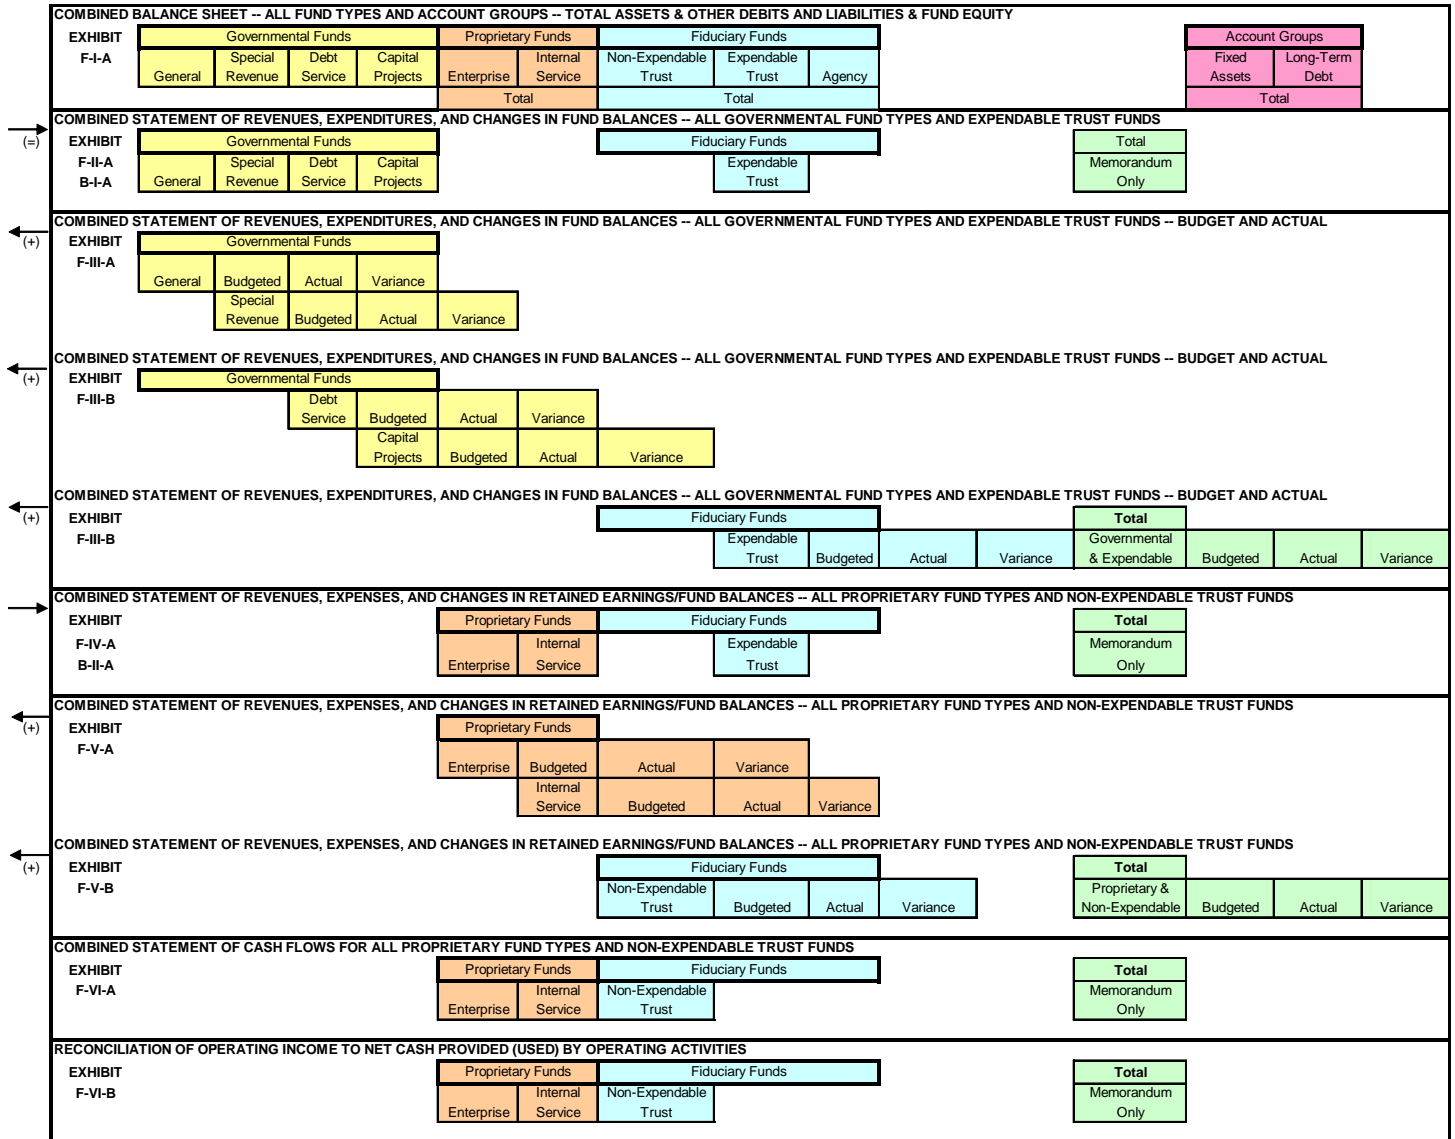 COMBINED BALANCE SHEET -- ALL FUND TYPES AND ACCOUNT GROUPS -- TOTAL ASSETS & OTHER DEBITS AND LIABILITIES & FUND EQUITY
EXHIBIT Governmental Funds Proprietary Funds Fiduciary Funds Account Groups
F-I-A Special Debt Capital Internal Non-Expendable Expendable Fixed Long-Term
General Revenue Service Projects Enterprise Service Trust Trust Agency Assets Debt
Total Total Total
COMBINED STATEMENT OF REVENUES, EXPENDITURES, AND CHANGES IN FUND BALANCES -- ALL GOVERNMENTAL FUND TYPES AND EXPENDABLE TRUST FUNDS
(=) EXHIBIT Governmental Funds Fiduciary Funds Total
F-II-A Special Debt Capital Expendable Memorandum
B-I-A General Revenue Service Projects Trust Only
COMBINED STATEMENT OF REVENUES, EXPENDITURES, AND CHANGES IN FUND BALANCES -- ALL GOVERNMENTAL FUND TYPES AND EXPENDABLE TRUST FUNDS -- BUDGET AND ACTUAL
(+) EXHIBIT Governmental Funds
F-III-A
General Budgeted Actual Variance
Special
Revenue Budgeted Actual Variance
COMBINED STATEMENT OF REVENUES, EXPENDITURES, AND CHANGES IN FUND BALANCES -- ALL GOVERNMENTAL FUND TYPES AND EXPENDABLE TRUST FUNDS -- BUDGET AND ACTUAL
(+) EXHIBIT Governmental Funds
F-III-B Debt
Service Budgeted Actual Variance
Capital
Projects Budgeted Actual Variance
COMBINED STATEMENT OF REVENUES, EXPENDITURES, AND CHANGES IN FUND BALANCES -- ALL GOVERNMENTAL FUND TYPES AND EXPENDABLE TRUST FUNDS -- BUDGET AND ACTUAL
(+) EXHIBIT Fiduciary Funds Total
F-III-B Expendable Governmental
Trust Budgeted Actual Variance & Expendable Budgeted Actual Variance
COMBINED STATEMENT OF REVENUES, EXPENSES, AND CHANGES IN RETAINED EARNINGS/FUND BALANCES -- ALL PROPRIETARY FUND TYPES AND NON-EXPENDABLE TRUST FUNDS
EXHIBIT Proprietary Funds Fiduciary Funds Total
F-IV-A Internal Expendable Memorandum
B-II-A Enterprise Service Trust Only
COMBINED STATEMENT OF REVENUES, EXPENSES, AND CHANGES IN RETAINED EARNINGS/FUND BALANCES -- ALL PROPRIETARY FUND TYPES AND NON-EXPENDABLE TRUST FUNDS
(+) EXHIBIT Proprietary Funds
F-V-A
Enterprise Budgeted Actual Variance
Internal
Service Budgeted Actual Variance
COMBINED STATEMENT OF REVENUES, EXPENSES, AND CHANGES IN RETAINED EARNINGS/FUND BALANCES -- ALL PROPRIETARY FUND TYPES AND NON-EXPENDABLE TRUST FUNDS
(+) EXHIBIT Fiduciary Funds Total
F-V-B Non-Expendable Proprietary &
Trust Budgeted Actual Variance Non-Expendable Budgeted Actual Variance
COMBINED STATEMENT OF CASH FLOWS FOR ALL PROPRIETARY FUND TYPES AND NON-EXPENDABLE TRUST FUNDS
EXHIBIT Proprietary Funds Fiduciary Funds Total
F-VI-A Internal Non-Expendable Memorandum
Enterprise Service Trust Only
RECONCILIATION OF OPERATING INCOME TO NET CASH PROVIDED (USED) BY OPERATING ACTIVITIES
EXHIBIT Proprietary Funds Fiduciary Funds Total
F-VI-B Internal Non-Expendable Memorandum
Enterprise Service Trust Only